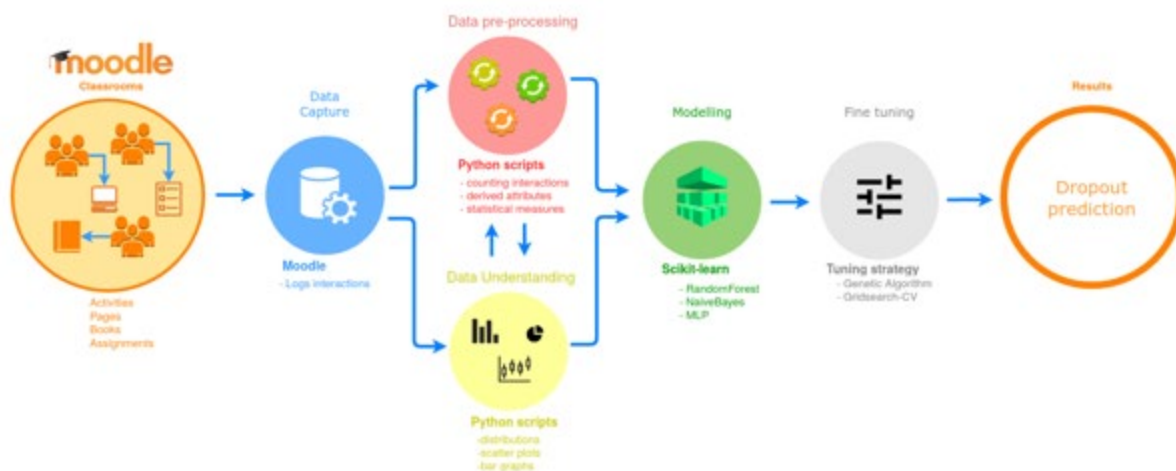 moodle
Classrooms
Activities
Pages
Books
Assignments
Data
Capture
Moodle
- Logs interactions
Data pre-processing
Python scripts
- counting interactions
- derived attributes
- statistical measures
Data Understanding
Python scripts
-distributions
-scatter plots
-bar graphs
Modelling
Scikit-learn
- RandomForest
- NaiveBayes
- MLP
Fine tuning
Tuning strategy
- Genetic Algorithm
- Gridsearch-CV
Results
Dropout
prediction